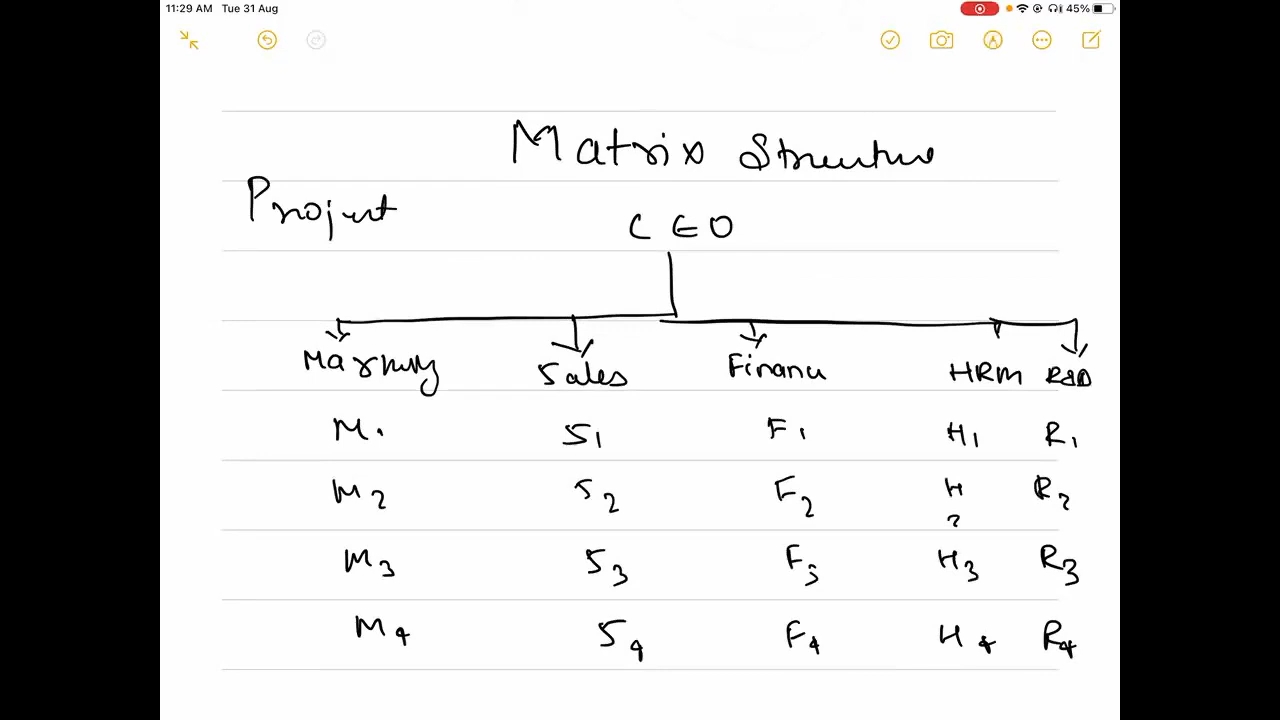 11:29 AM Tue 31 Aug 45%
Matrix Structure
Project
CEO
Marketing Sales Finance HRM R&D
M1 S1 F1 H1 R1
M2 S2 F2 H2 R2
M3 S3 F3 H3 R3
M4 S4 F4 H4 R4